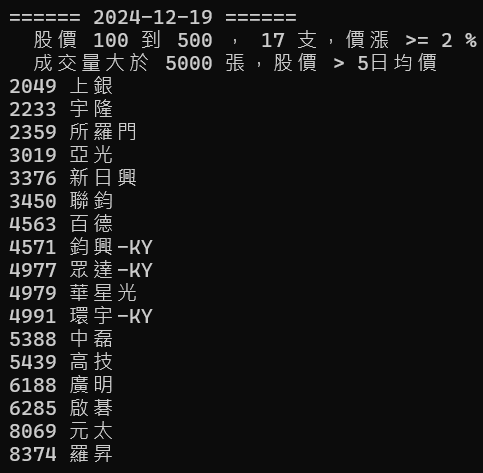 ====== 2024-12-19 ======
股價 100 到 500 , 17 支,價漲 >= 2 %
成交量大於 5000 張,股價 > 5日均價
2049 上銀
2233 宇隆
2359 所羅門
3019 亞光
3376 新日興
3450 聯鈞
4563 百德
4571 鈞興-KY
4977 眾達-KY
4979 華星光
4991 環宇-KY
5388 中磊
5439 高技
6188 廣明
6285 啟碁
8069 元太
8374 羅昇